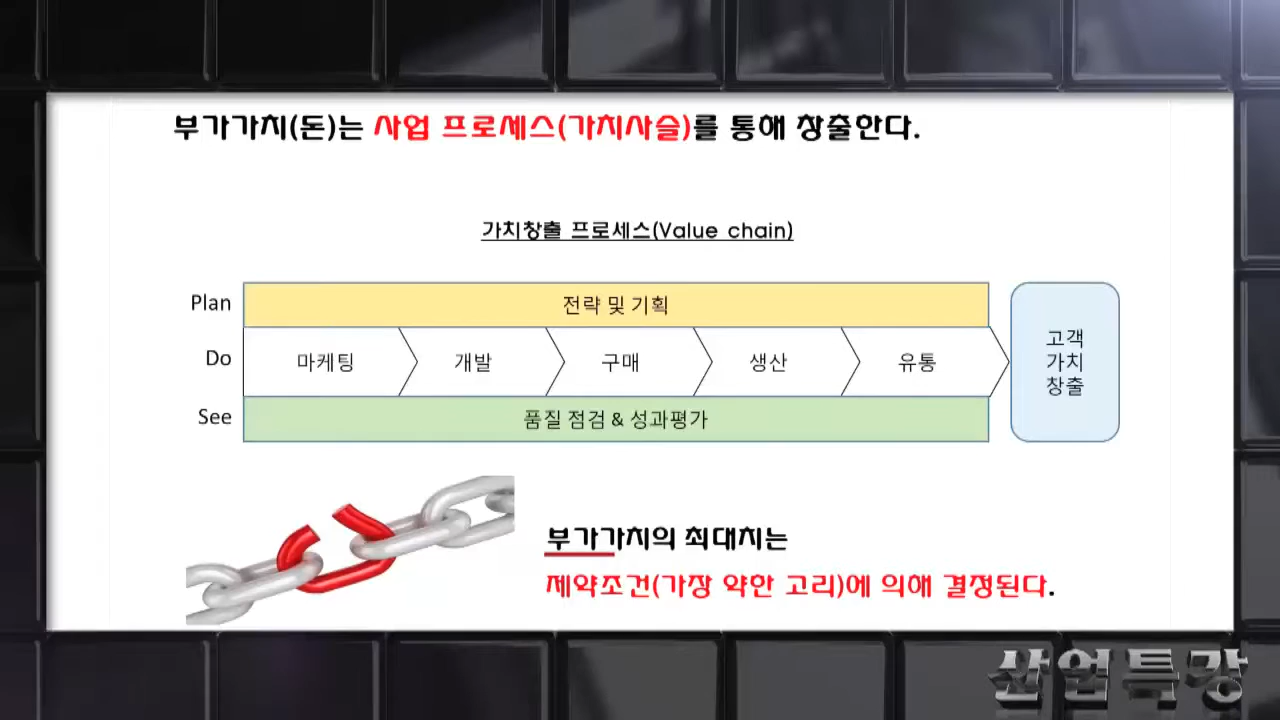 부가가치(돈)는 사업 프로세스(가치사슬)를 통해 창출한다.
가치창출 프로세스(Value chain)
Plan
전략 및 기획
Do
마케팅
개발
구매
생산
유통
See
품질 점검 & 성과평가
고객
가치
창출
부가가치의 최대치는
제약조건(가장 약한 고리)에 의해 결정된다.
산업특강